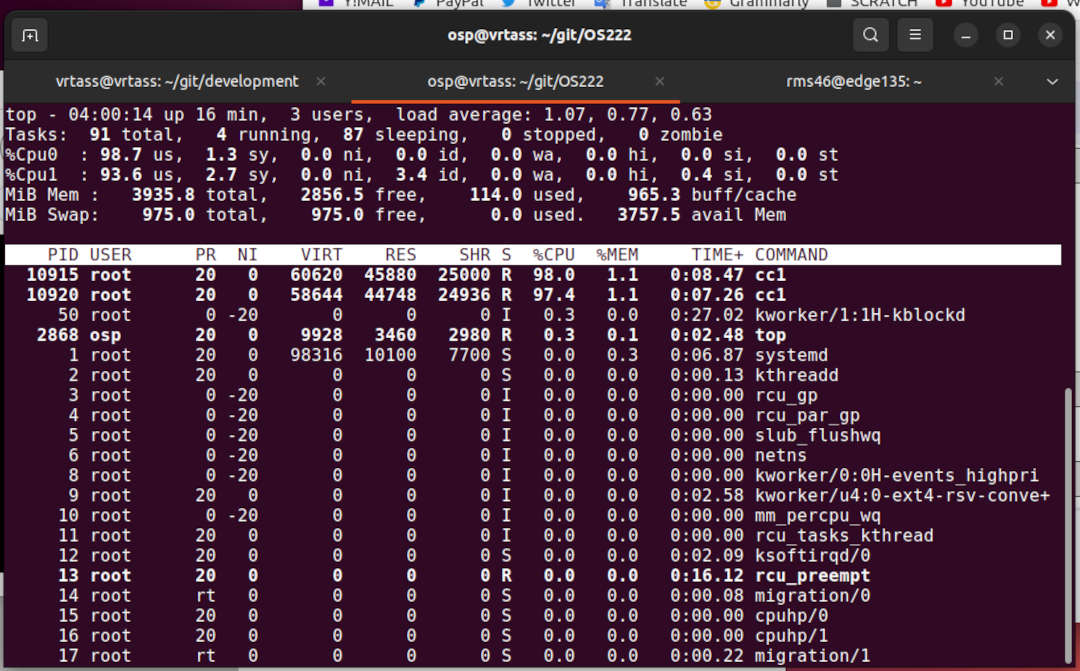 Y!MAIL PayPal Twitter Translate Grammarly SCRATCH YouTube
osp@vrtass: ~/git/OS222
vrtass@vrtass: ~/git/development × osp@vrtass: ~/git/OS222 × rms46@edge135: ~ ×
top - 04:00:14 up 16 min,  3 users,  load average: 1.07, 0.77, 0.63
Tasks:  91 total,   4 running,  87 sleeping,   0 stopped,   0 zombie
%Cpu0  : 98.7 us,  1.3 sy,  0.0 ni,  0.0 id,  0.0 wa,  0.0 hi,  0.0 si,  0.0 st
%Cpu1  : 93.6 us,  2.7 sy,  0.0 ni,  3.4 id,  0.0 wa,  0.0 hi,  0.4 si,  0.0 st
MiB Mem :   3935.8 total,   2856.5 free,    114.0 used,    965.3 buff/cache
MiB Swap:    975.0 total,    975.0 free,      0.0 used.   3757.5 avail Mem
PID USER      PR  NI    VIRT    RES    SHR S  %CPU  %MEM     TIME+ COMMAND
10915 root      20   0   60620  45880  25000 R  98.0   1.1   0:08.47 cc1
10920 root      20   0   58644  44748  24936 R  97.4   1.1   0:07.26 cc1
50 root       0 -20       0      0      0 I   0.3   0.0   0:27.02 kworker/1:1H-kblockd
2868 osp       20   0    9928   3460   2980 R   0.3   0.1   0:02.48 top
1 root      20   0   98316  10100   7700 S   0.0   0.3   0:06.87 systemd
2 root      20   0       0      0      0 S   0.0   0.0   0:00.13 kthreadd
3 root       0 -20       0      0      0 I   0.0   0.0   0:00.00 rcu_gp
4 root       0 -20       0      0      0 I   0.0   0.0   0:00.00 rcu_par_gp
5 root       0 -20       0      0      0 I   0.0   0.0   0:00.00 slub_flushwq
6 root       0 -20       0      0      0 I   0.0   0.0   0:00.00 netns
8 root       0 -20       0      0      0 I   0.0   0.0   0:00.00 kworker/0:0H-events_highpri
9 root      20   0       0      0      0 I   0.0   0.0   0:02.58 kworker/u4:0-ext4-rsv-conve+
10 root       0 -20       0      0      0 I   0.0   0.0   0:00.00 mm_percpu_wq
11 root      20   0       0      0      0 I   0.0   0.0   0:00.00 rcu_tasks_kthread
12 root      20   0       0      0      0 S   0.0   0.0   0:02.09 ksoftirqd/0
13 root      20   0       0      0      0 R   0.0   0.0   0:16.12 rcu_preempt
14 root      rt   0       0      0      0 S   0.0   0.0   0:00.08 migration/0
15 root      20   0       0      0      0 S   0.0   0.0   0:00.00 cpuhp/0
16 root      20   0       0      0      0 S   0.0   0.0   0:00.00 cpuhp/1
17 root      rt   0       0      0      0 S   0.0   0.0   0:00.22 migration/1